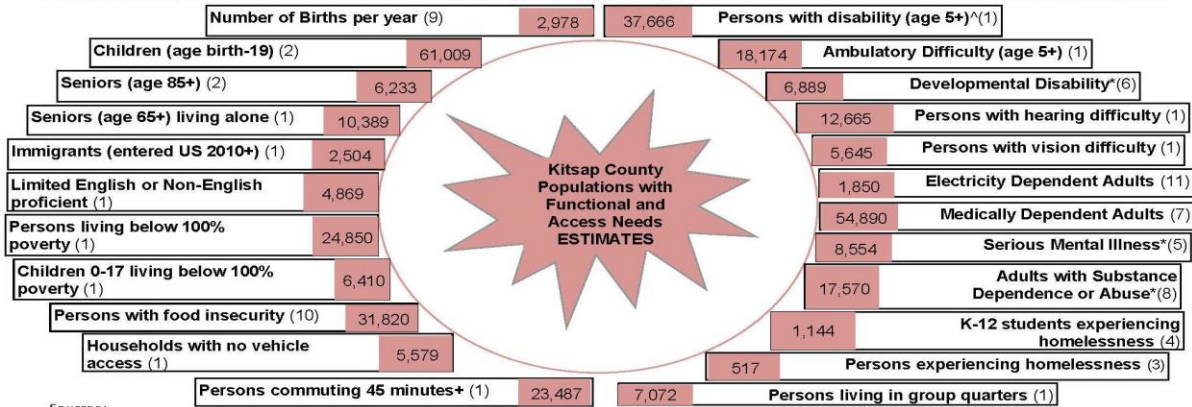 Number of Births per year (9) 2,978
Children (age birth-19) (2) 61,009
Seniors (age 85+) (2) 6,233
Seniors (age 65+) living alone (1) 10,389
Immigrants (entered US 2010+) (1) 2,504
Limited English or Non-English
proficient (1) 4,869
Persons living below 100%
poverty (1) 24,850
Children 0-17 living below 100%
poverty (1) 6,410
Persons with food insecurity (10) 31,820
Households with no vehicle
access (1) 5,579
Persons commuting 45 minutes+ (1) 23,487
Kitsap County
Populations with
Functional and
Access Needs
ESTIMATES
37,666 Persons with disability (age 5+)^(1)
18,174 Ambulatory Difficulty (age 5+) (1)
6,889 Developmental Disability*(6)
12,665 Persons with hearing difficulty (1)
5,645 Persons with vision difficulty (1)
1,850 Electricity Dependent Adults (11)
54,890 Medically Dependent Adults (7)
8,554 Serious Mental Illness*(5)
17,570 Adults with Substance
Dependence or Abuse*(8)
1,144 K-12 students experiencing
homelessness (4)
517 Persons experiencing homelessness (3)
7,072 Persons living in group quarters (1)